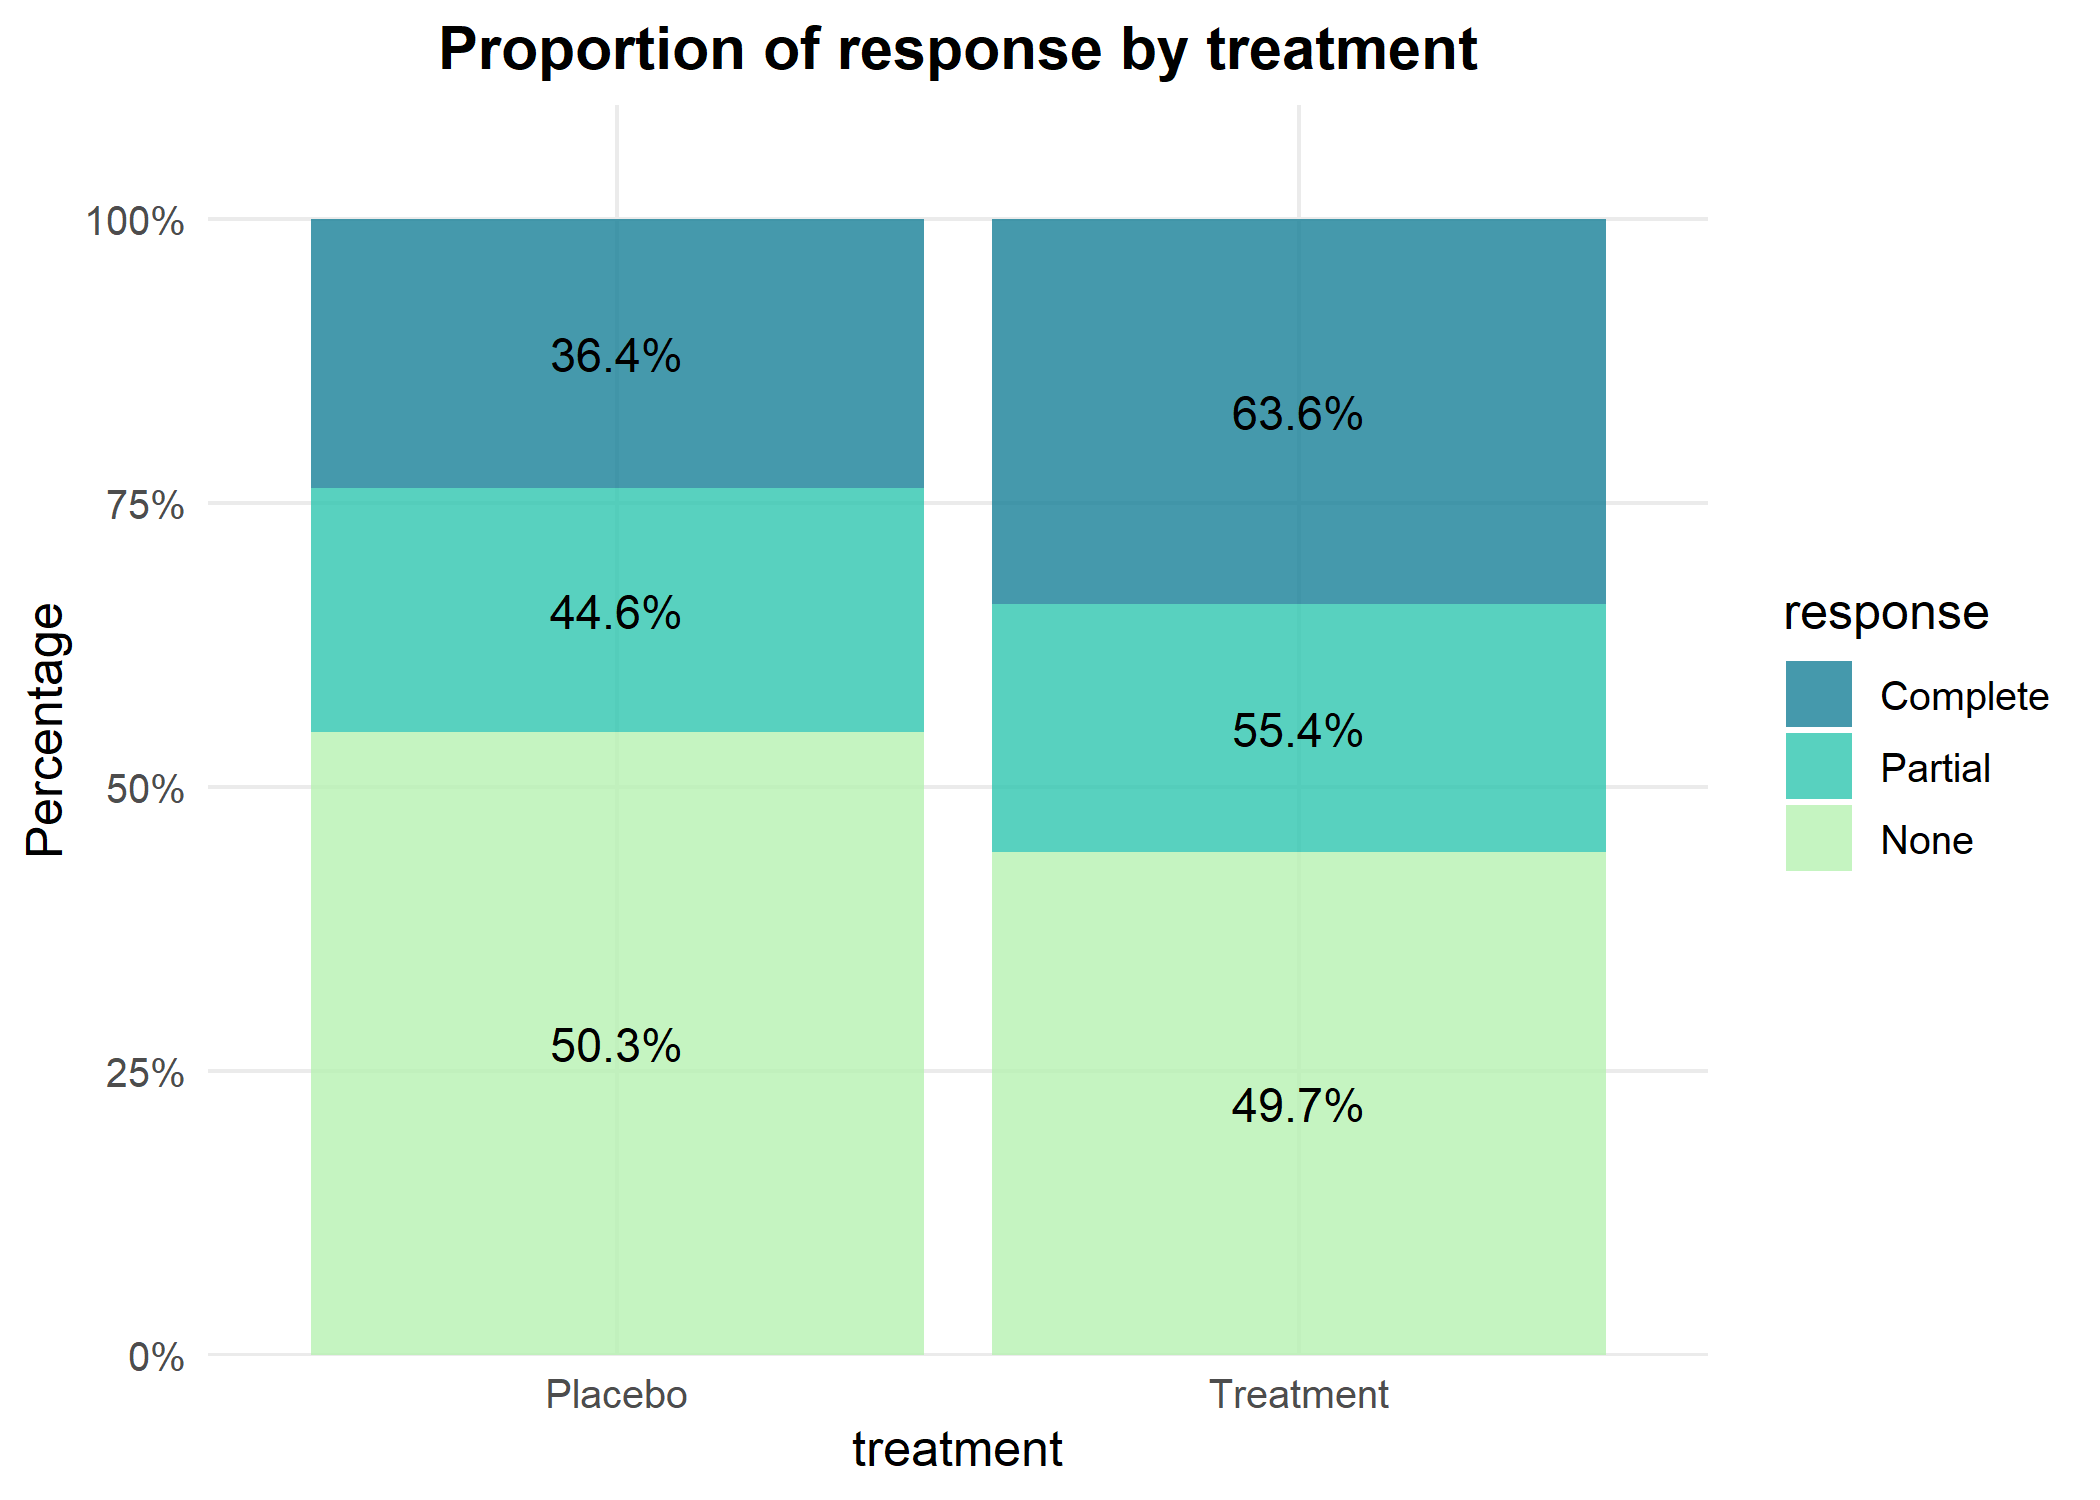 Proportion of response by treatment
100%
75%
50%
25%
0%
Percentage
36.4%
44.6%
50.3%
63.6%
55.4%
49.7%
Placebo
Treatment
treatment
response
Complete
Partial
None